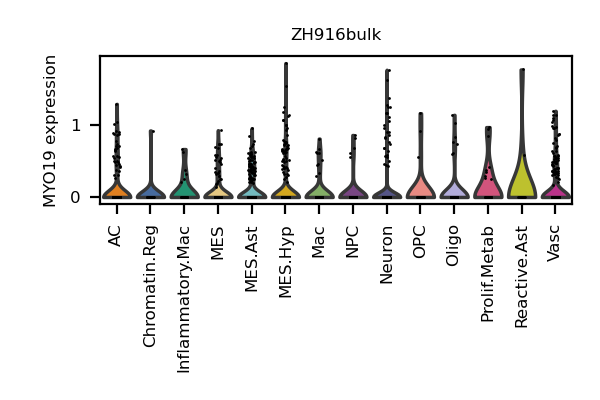 ZH916bulk
MYO19 expression
1
0
AC
Chromatin.Reg
Inflammatory.Mac
MES
MES.Ast
MES.Hyp
Mac
NPC
Neuron
OPC
Oligo
Prolif.Metab
Reactive.Ast
Vasc